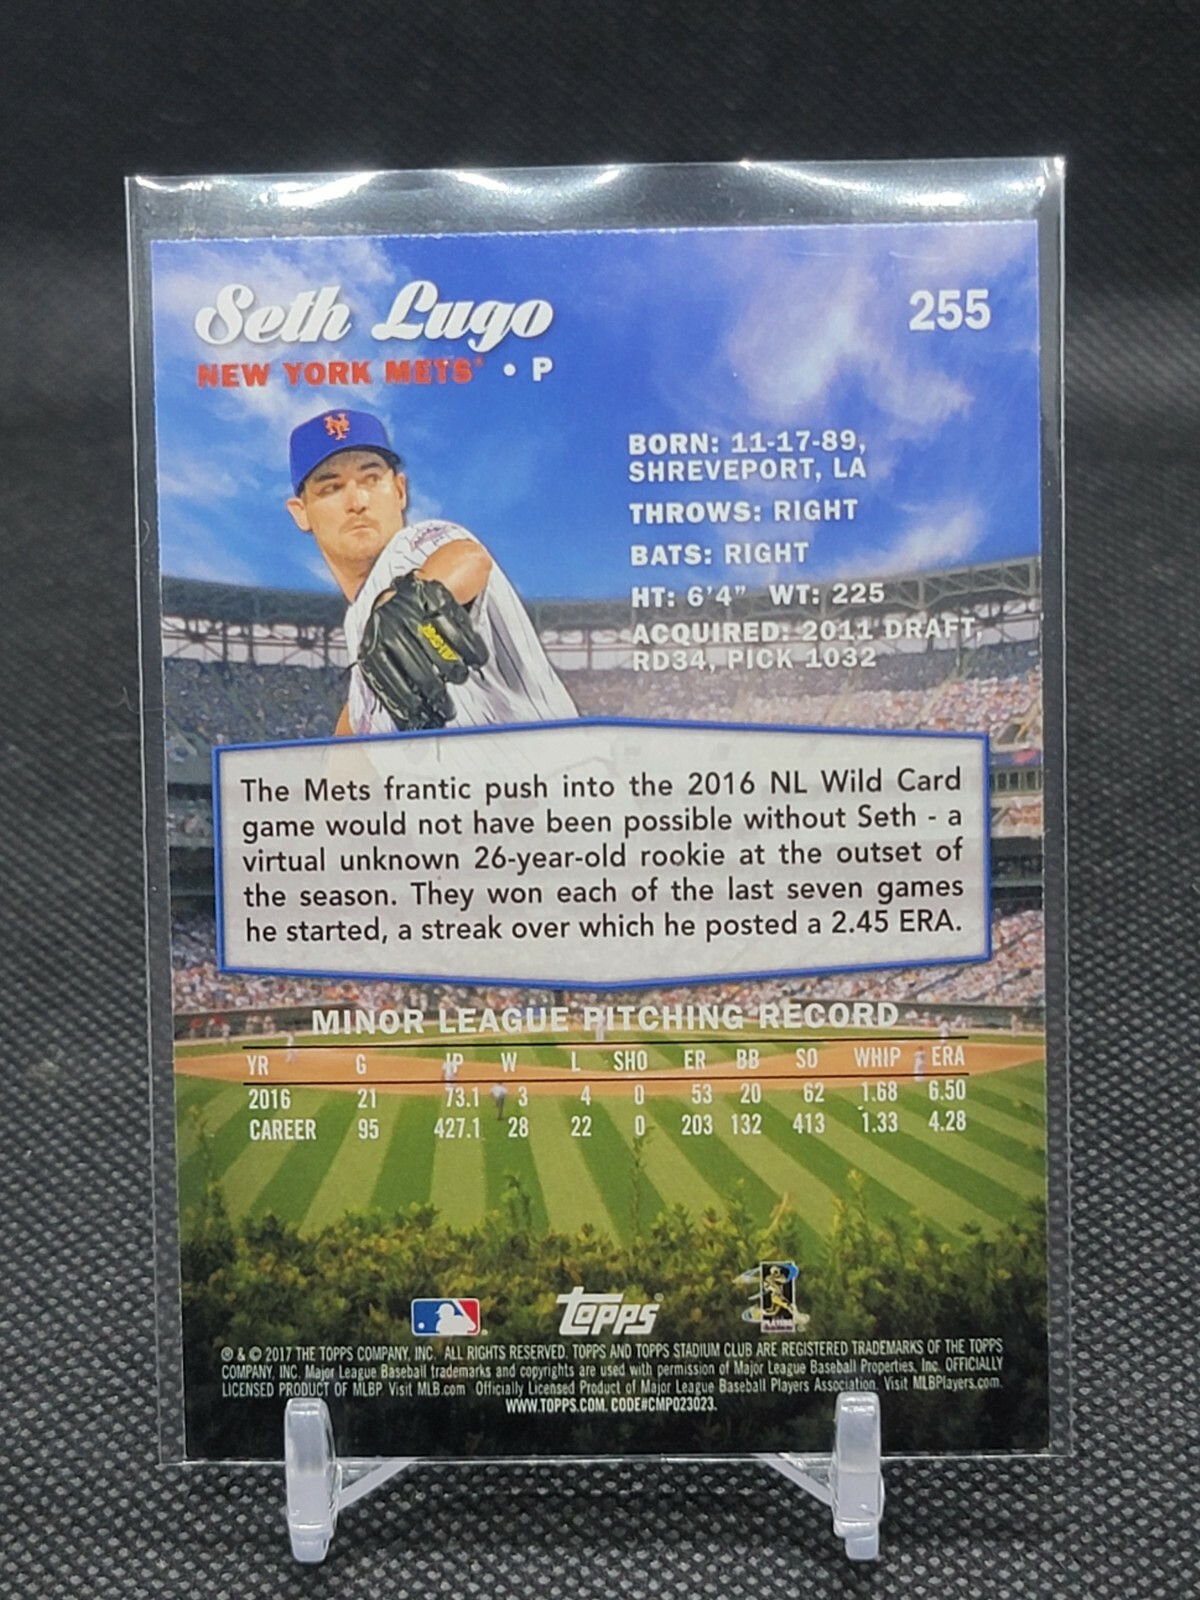 Seth Lugo
255
NEW YORK METS • P
BORN: 11-17-89,
SHREVEPORT, LA
THROWS: RIGHT
BATS: RIGHT
HT: 6'4" WT: 225
ACQUIRED: 2011 DRAFT,
RD34, PICK 1032
The Mets frantic push into the 2016 NL Wild Card
game would not have been possible without Seth - a
virtual unknown 26-year-old rookie at the outset of
the season. They won each of the last seven games
he started, a streak over which he posted a 2.45 ERA.
MINOR LEAGUE PITCHING RECORD
YR G IP W L SHO ER BB SO WHIP ERA
2016 21 73.1 3 4 0 53 20 62 1.68 6.50
CAREER 95 427.1 28 22 0 203 132 413 1.33 4.28
Topps
® & © 2017 THE TOPPS COMPANY, INC. ALL RIGHTS RESERVED. TOPPS AND TOPPS STADIUM CLUB ARE REGISTERED TRADEMARKS OF THE TOPPS
COMPANY, INC. Major League Baseball trademarks and copyrights are used with permission of Major League Baseball Properties, Inc. OFFICIALLY
LICENSED PRODUCT OF MLBP Visit MLB.com Officially Licensed Product of Major League Baseball Players Association. Visit MLBPlayers.com.
WWW.TOPPS.COM. CODE#CMP023023.